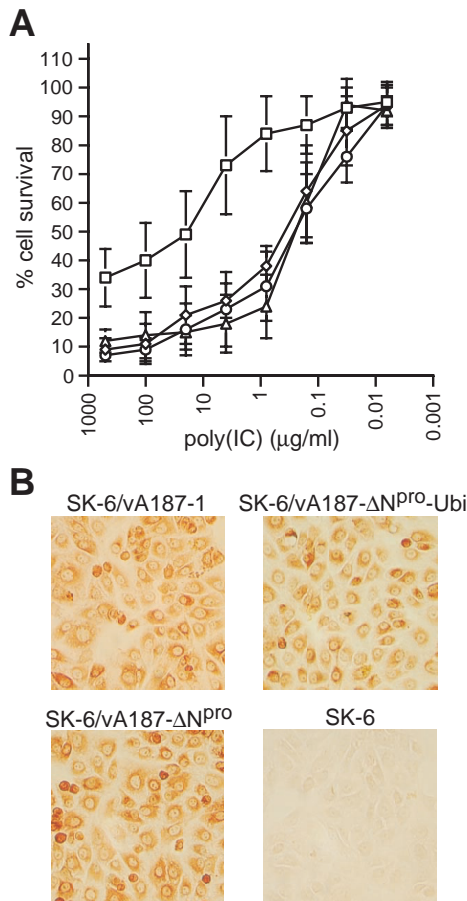 A
% cell survival
110
100
90
80
70
60
50
40
30
20
10
0
1000
100
10
1
0.1
0.01
0.001
poly(IC) (μg/ml)
B
SK-6/vA187-1
SK-6/vA187-ΔNpro-Ubi
SK-6/vA187-ΔNpro
SK-6